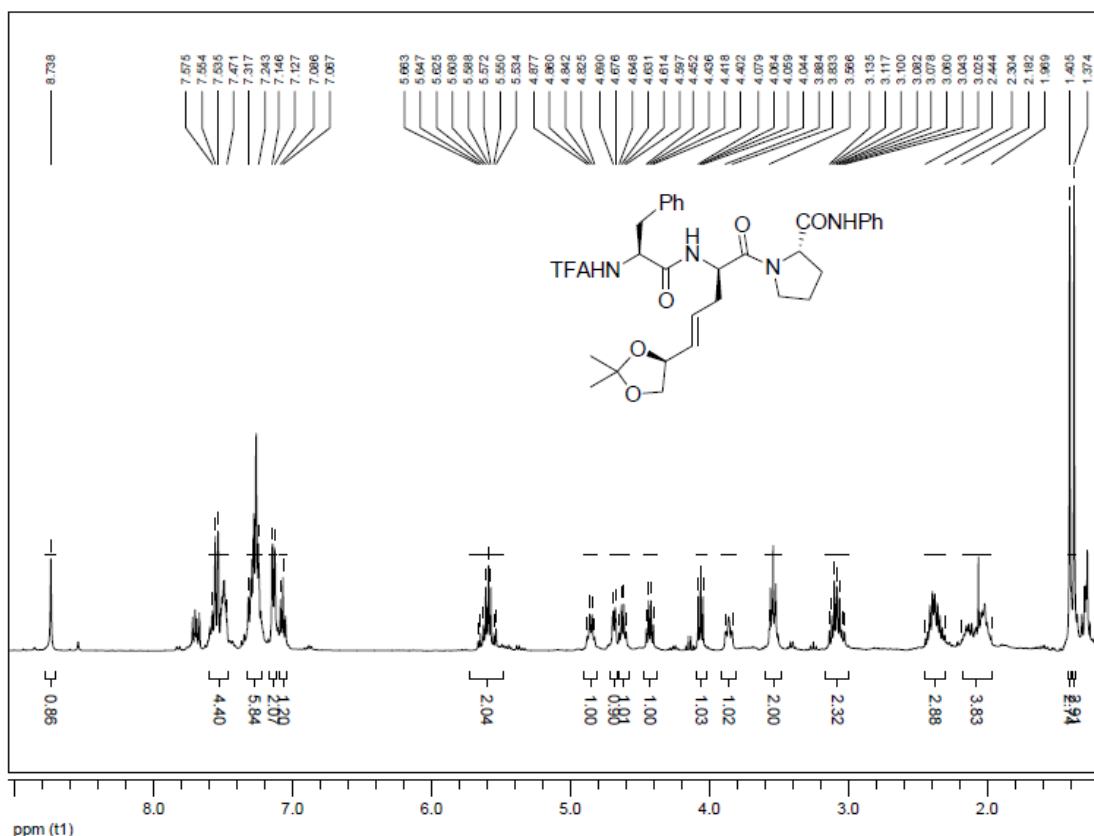 8.738 7.575 7.554 7.535 7.471 7.317 7.243 7.146 7.127 7.086 7.067 5.663 5.647 5.625 5.608 5.588 5.572 5.550 5.534 4.877 4.860 4.842 4.825 4.690 4.676 4.648 4.631 4.614 4.597 4.452 4.436 4.418 4.402 4.079 4.064 4.059 4.044 3.884 3.833 3.566 3.135 3.117 3.100 3.082 3.078 3.060 3.043 3.025 2.444 2.304 2.182 1.969 1.405 1.374
Ph
O
CONHPh
H
N
N
TFAHN
O
O
O
0.86 4.40 5.84 2.07 1.20 2.04 1.00 0.90 1.01 1.00 1.03 1.02 2.00 2.32 2.88 3.83
8.0 7.0 6.0 5.0 4.0 3.0 2.0
ppm (t1)